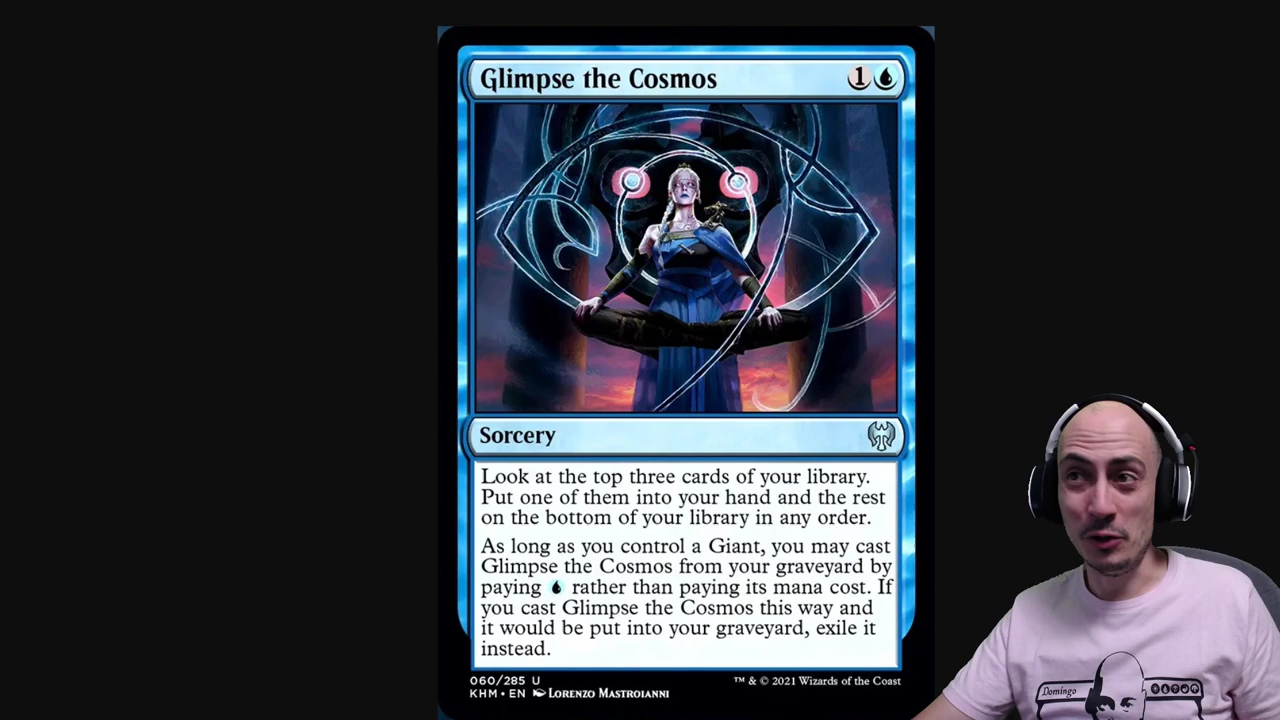 Glimpse the Cosmos 1
Sorcery
Look at the top three cards of your library.
Put one of them into your hand and the rest
on the bottom of your library in any order.
As long as you control a Giant, you may cast
Glimpse the Cosmos from your graveyard by
paying rather than paying its mana cost. If
you cast Glimpse the Cosmos this way and
it would be put into your graveyard, exile it
instead.
060/285 U
KHM • EN Lorenzo Mastroianni
™ & © 2021 Wizards of the Coast
Domingo